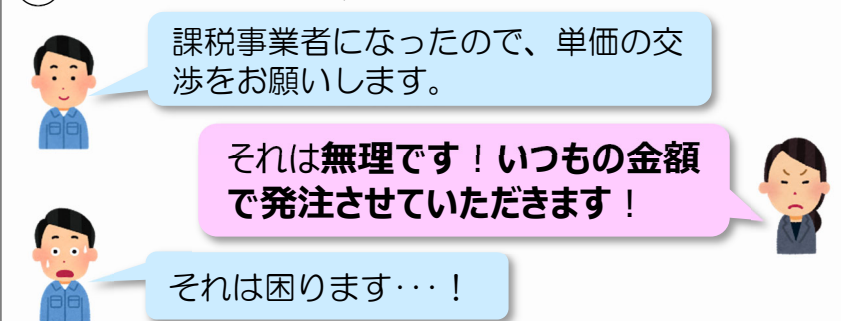 課税事業者になったので、単価の交
渉をお願いします。
それは無理です！いつもの金額
で発注させていただきます！
それは困ります･･･！